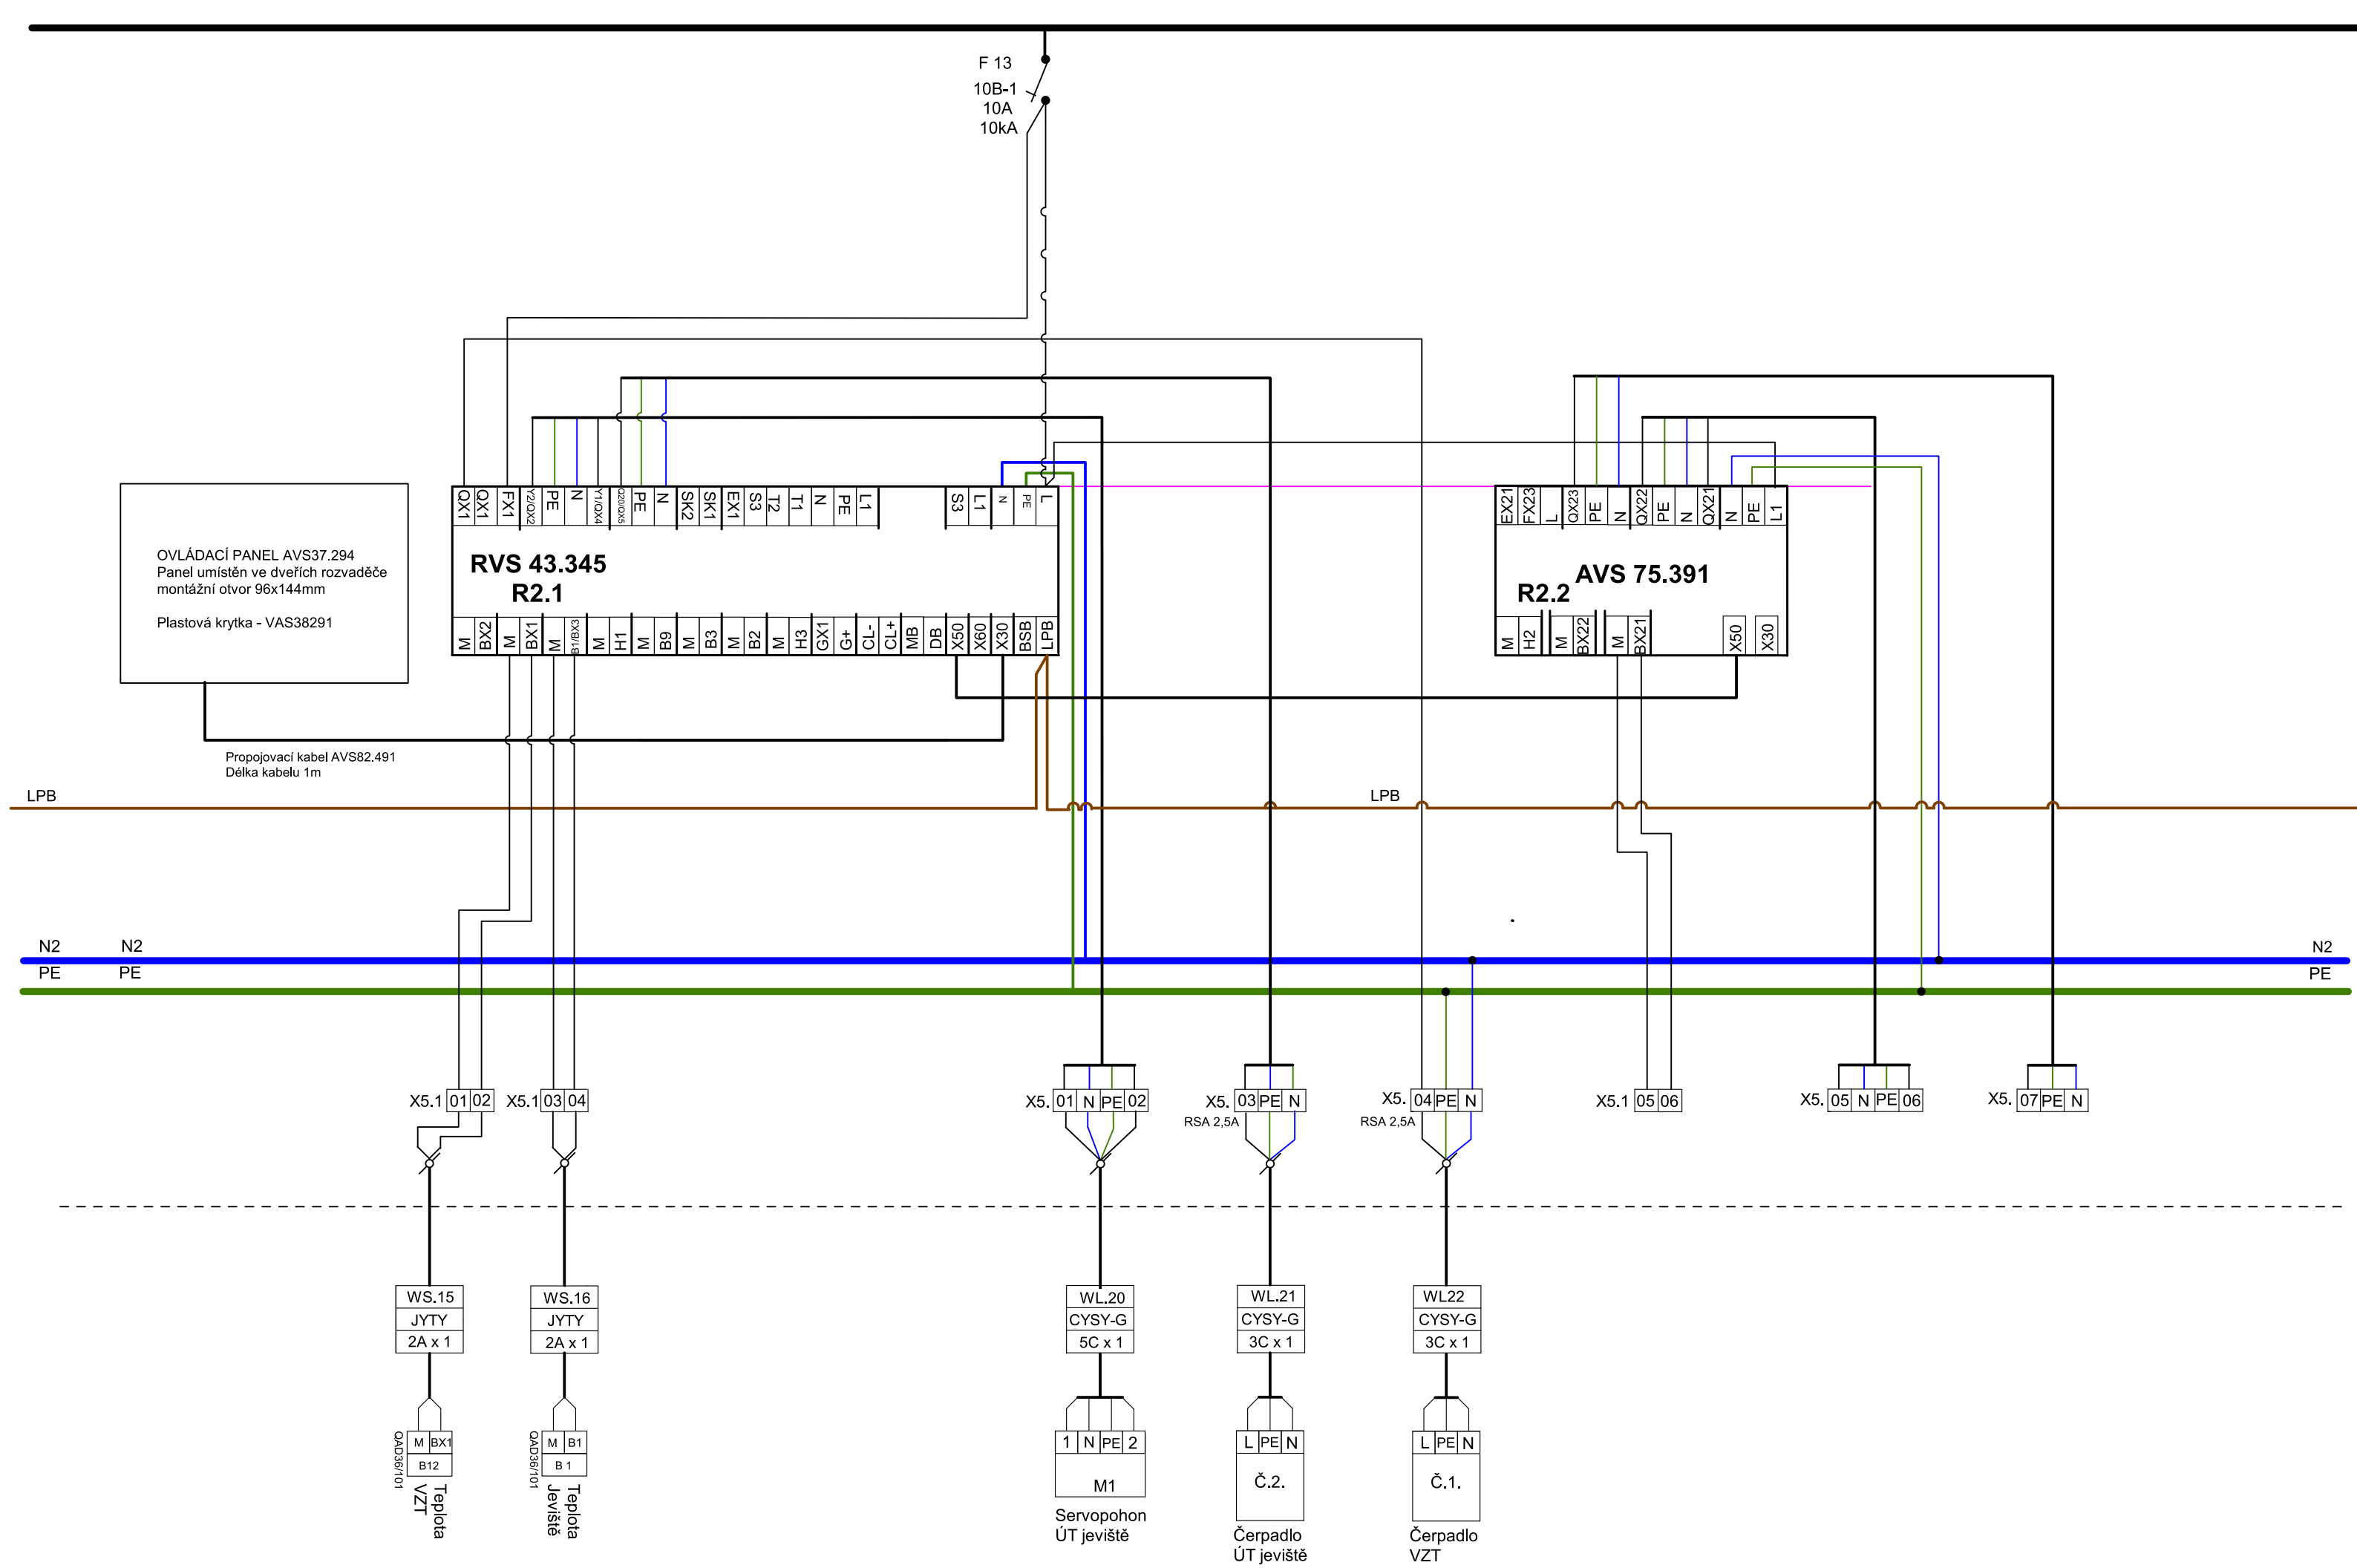 F 13
10B-1
10A
10kA
QX1 QX1 FX1 Y2/QX2 PE N Y1/QX4 Q20/QX5 PE N SK2 SK1 EX1 S3 T2 T1 N PE L1 S3 L1 N PE L
RVS 43.345
R2.1
M BX2 M BX1 M B1/BX3 M H1 M B9 M B3 M B2 M H3 GX1 G+ CL- CL+ MB DB X50 X60 X30 BSB LPB
EX21 FX23 L QX23 PE N QX22 PE N QX21 N PE L1
AVS 75.391
R2.2
M H2 M BX22 M BX21 X50 X30
OVLÁDACÍ PANEL AVS37.294
Panel umístěn ve dveřích rozvaděče
montážní otvor 96x144mm
Plastová krytka - VAS38291
Propojovací kabel AVS82.491
Délka kabelu 1m
LPB
LPB
N2 N2 N2
PE PE PE
X5.1 01 02
X5.1 03 04
X5. 01 N PE 02
X5. 03 PE N
RSA 2,5A
X5. 04 PE N
RSA 2,5A
X5.1 05 06
X5. 05 N PE 06
X5. 07 PE N
WS.15
JYTY
2A x 1
WS.16
JYTY
2A x 1
WL.20
CYSY-G
5C x 1
WL.21
CYSY-G
3C x 1
WL22
CYSY-G
3C x 1
QAD36/101
M BX1
B12
Teplota
VZT
QAD36/101
M B1
B 1
Teplota
Jeviště
1 N PE 2
M1
Servopohon
ÚT jeviště
L PE N
Č.2.
Čerpadlo
ÚT jeviště
L PE N
Č.1.
Čerpadlo
VZT